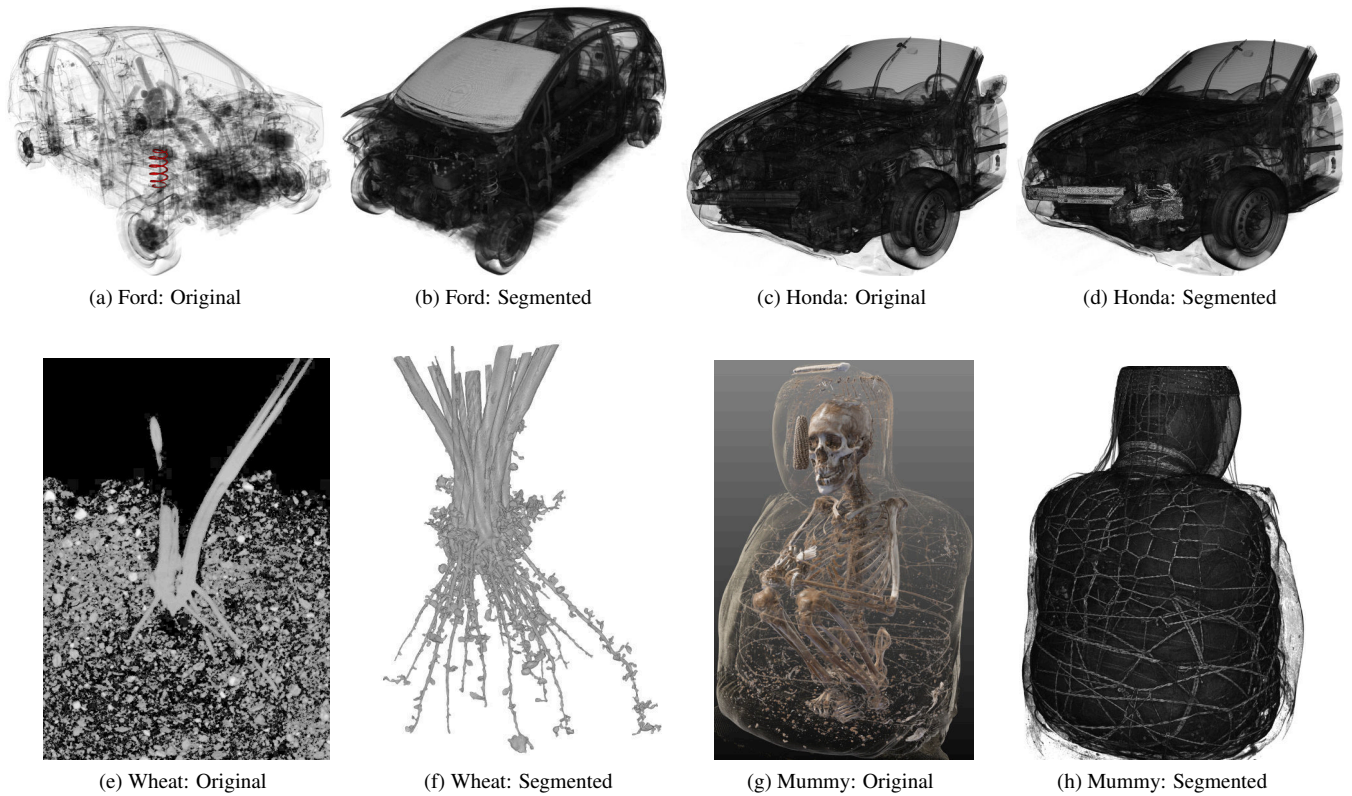 (a) Ford: Original
(b) Ford: Segmented
(c) Honda: Original
(d) Honda: Segmented
(e) Wheat: Original
(f) Wheat: Segmented
(g) Mummy: Original
(h) Mummy: Segmented